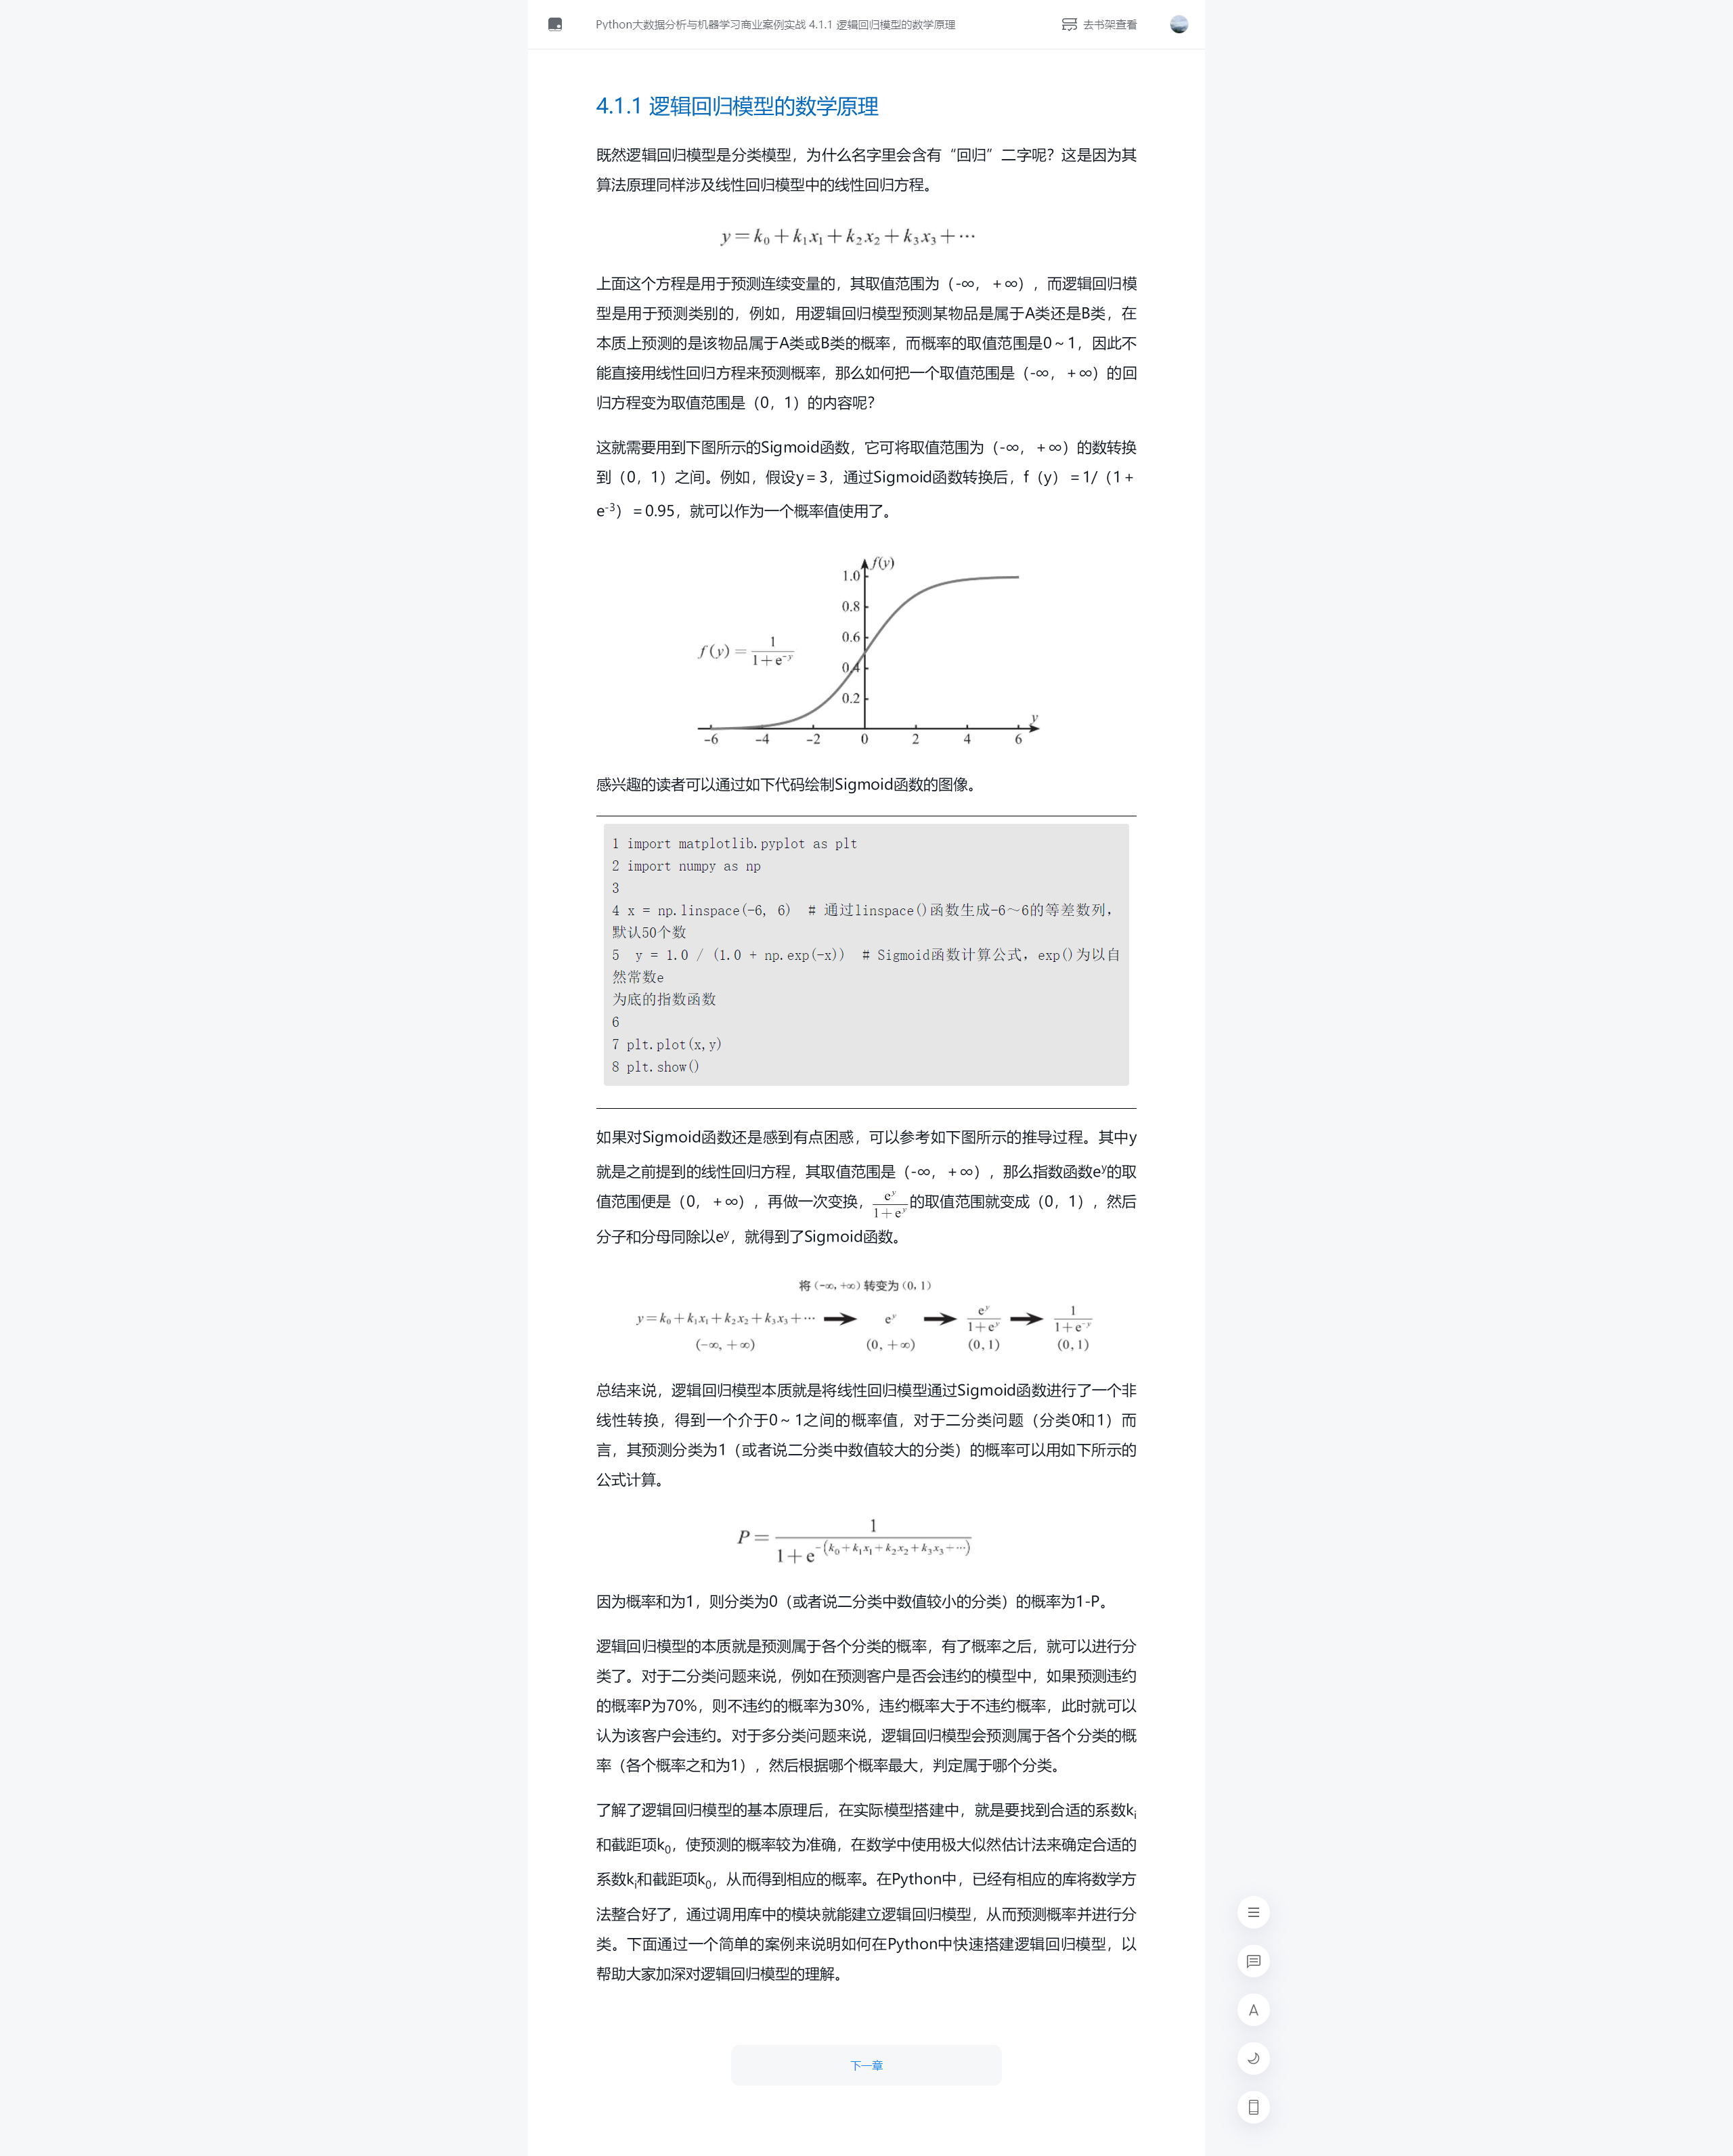 Python大数据分析与机器学习商业案例实战 4.1.1 逻辑回归模型的数学原理
去书架查看
4.1.1 逻辑回归模型的数学原理
既然逻辑回归模型是分类模型，为什么名字里会含有“回归”二字呢？这是因为其
算法原理同样涉及线性回归模型中的线性回归方程。
y=k₀+k₁x₁+k₂x₂+k₃x₃+⋯
上面这个方程是用于预测连续变量的，其取值范围为（-∞，+∞），而逻辑回归模
型是用于预测类别的，例如，用逻辑回归模型预测某物品是属于A类还是B类，在
本质上预测的是该物品属于A类或B类的概率，而概率的取值范围是0～1，因此不
能直接用线性回归方程来预测概率，那么如何把一个取值范围是（-∞，+∞）的回
归方程变为取值范围是（0，1）的内容呢？
这就需要用到下图所示的Sigmoid函数，它可将取值范围为（-∞，+∞）的数转换
到（0，1）之间。例如，假设y＝3，通过Sigmoid函数转换后，f（y）＝1/（1＋
e⁻³）＝0.95，就可以作为一个概率值使用了。
f(y)
1.0
0.8
0.6
f(y)=1/(1+e^(-y))
0.4
0.2
y
-6 -4 -2 0 2 4 6
感兴趣的读者可以通过如下代码绘制Sigmoid函数的图像。
1 import matplotlib.pyplot as plt
2 import numpy as np
3
4 x = np.linspace(-6, 6)  # 通过linspace()函数生成-6～6的等差数列，
默认50个数
5  y = 1.0 / (1.0 + np.exp(-x))  # Sigmoid函数计算公式，exp()为以自
然常数e
为底的指数函数
6
7 plt.plot(x,y)
8 plt.show()
如果对Sigmoid函数还是感到有点困惑，可以参考如下图所示的推导过程。其中y
就是之前提到的线性回归方程，其取值范围是（-∞，+∞），那么指数函数e^y的取
值范围便是（0，+∞），再做一次变换，e^y/(1+e^y)的取值范围就变成（0，1），然后
分子和分母同除以e^y，就得到了Sigmoid函数。
将（-∞, +∞）转变为（0, 1）
y=k₀+k₁x₁+k₂x₂+k₃x₃+⋯ → e^y → e^y/(1+e^y) → 1/(1+e^(-y))
(-∞, +∞) (0, +∞) (0, 1) (0, 1)
总结来说，逻辑回归模型本质就是将线性回归模型通过Sigmoid函数进行了一个非
线性转换，得到一个介于0～1之间的概率值，对于二分类问题（分类0和1）而
言，其预测分类为1（或者说二分类中数值较大的分类）的概率可以用如下所示的
公式计算。
P=1/(1+e^(-(k₀+k₁x₁+k₂x₂+k₃x₃+⋯)))
因为概率和为1，则分类为0（或者说二分类中数值较小的分类）的概率为1-P。
逻辑回归模型的本质就是预测属于各个分类的概率，有了概率之后，就可以进行分
类了。对于二分类问题来说，例如在预测客户是否会违约的模型中，如果预测违约
的概率P为70%，则不违约的概率为30%，违约概率大于不违约概率，此时就可以
认为该客户会违约。对于多分类问题来说，逻辑回归模型会预测属于各个分类的概
率（各个概率之和为1），然后根据哪个概率最大，判定属于哪个分类。
了解了逻辑回归模型的基本原理后，在实际模型搭建中，就是要找到合适的系数kᵢ
和截距项k₀，使预测的概率较为准确，在数学中使用极大似然估计法来确定合适的
系数kᵢ和截距项k₀，从而得到相应的概率。在Python中，已经有相应的库将数学方
法整合好了，通过调用库中的模块就能建立逻辑回归模型，从而预测概率并进行分
类。下面通过一个简单的案例来说明如何在Python中快速搭建逻辑回归模型，以
帮助大家加深对逻辑回归模型的理解。
A
下一章